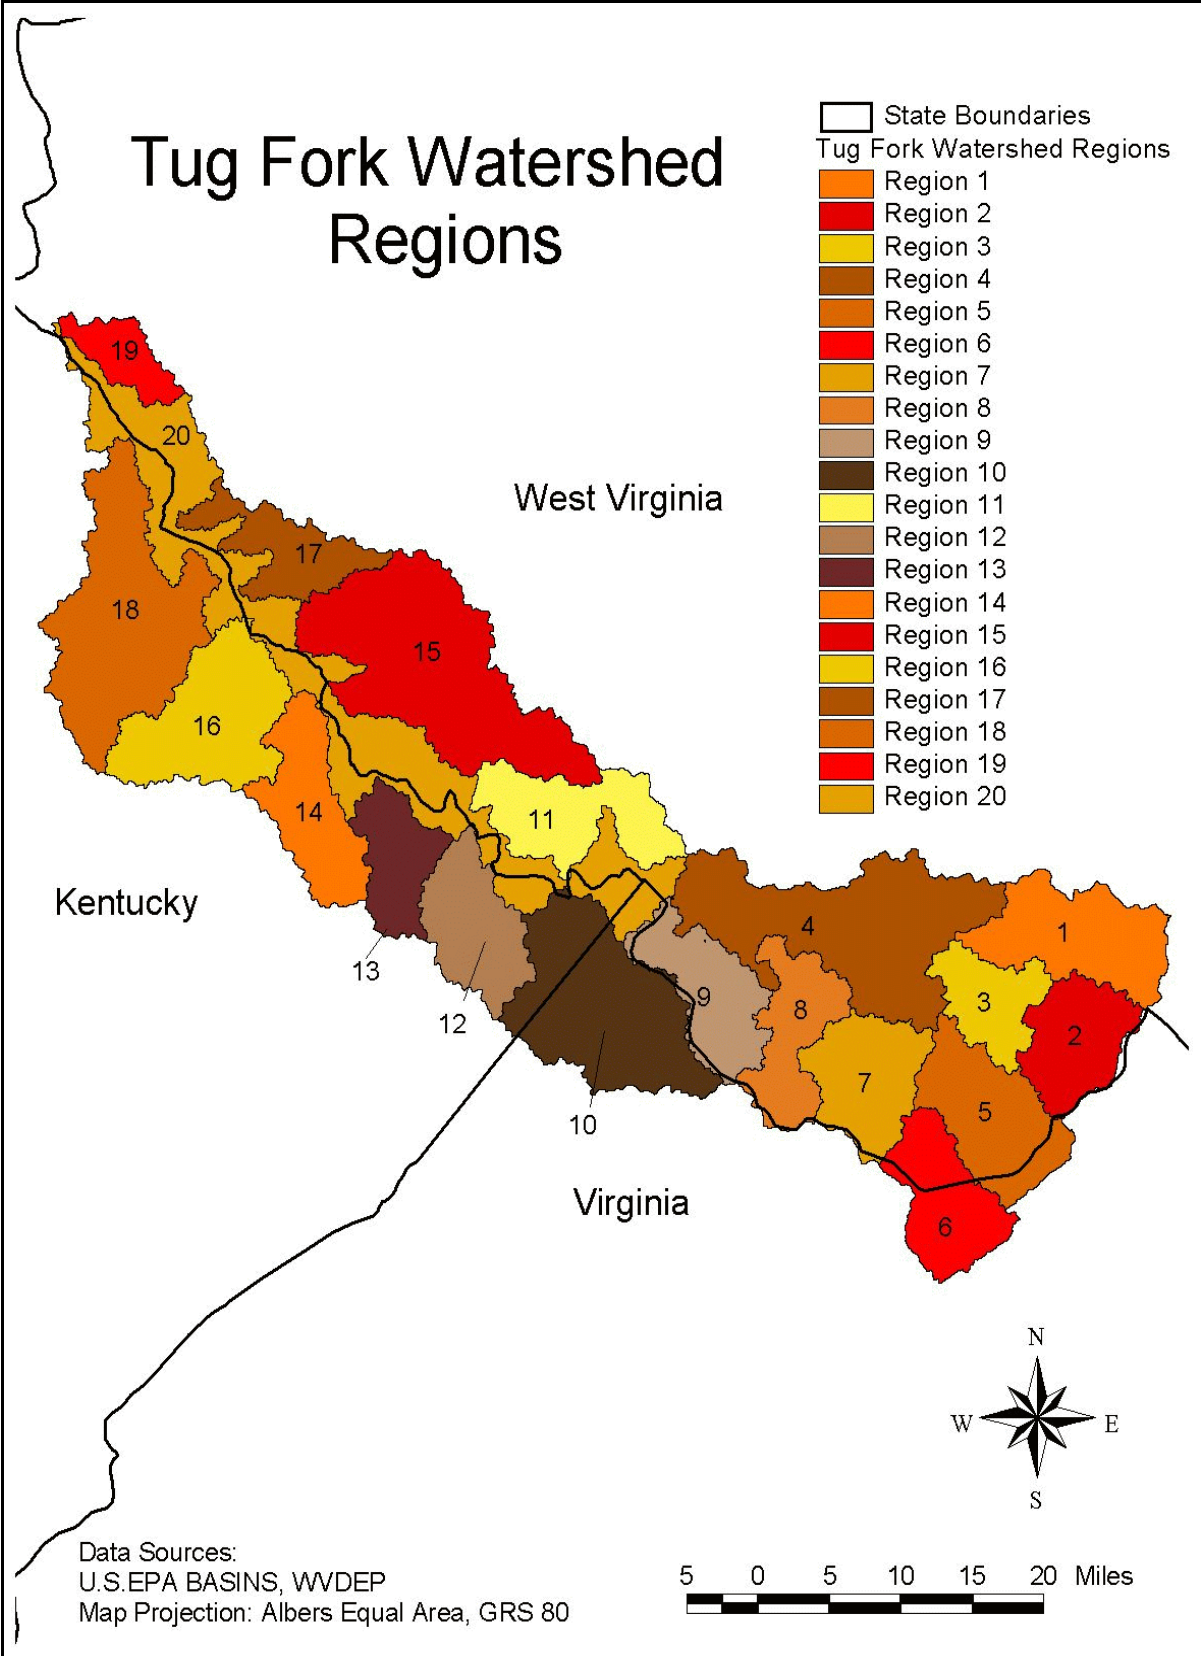 Tug Fork Watershed
Regions
State Boundaries
Tug Fork Watershed Regions
Region 1
Region 2
Region 3
Region 4
Region 5
Region 6
Region 7
Region 8
Region 9
Region 10
Region 11
Region 12
Region 13
Region 14
Region 15
Region 16
Region 17
Region 18
Region 19
Region 20
19
20
West Virginia
17
18
15
16
14
11
Kentucky
4
1
13
9
8
3
12
2
7
5
10
Virginia
6
N
W E
S
Data Sources:
U.S.EPA BASINS, WVDEP
Map Projection: Albers Equal Area, GRS 80
5 0 5 10 15 20 Miles